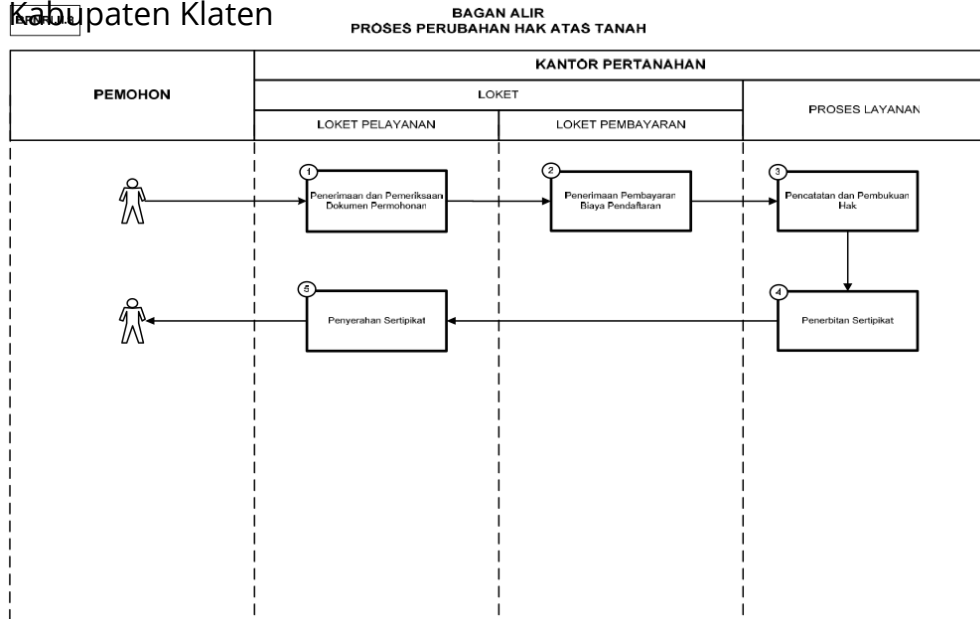 Kabupaten Klaten
BAGAN ALIR
PROSES PERUBAHAN HAK ATAS TANAH
KANTOR PERTANAHAN
PEMOHON
LOKET
PROSES LAYANAN
LOKET PELAYANAN
LOKET PEMBAYARAN
1
Penerimaan dan Pemeriksaan
Dokumen Permohonan
2
Penerimaan Pembayaran
Biaya Pendaftaran
3
Pencatatan dan Pembukuan
Hak
5
Penyerahan Sertipikat
4
Penerbitan Sertipikat